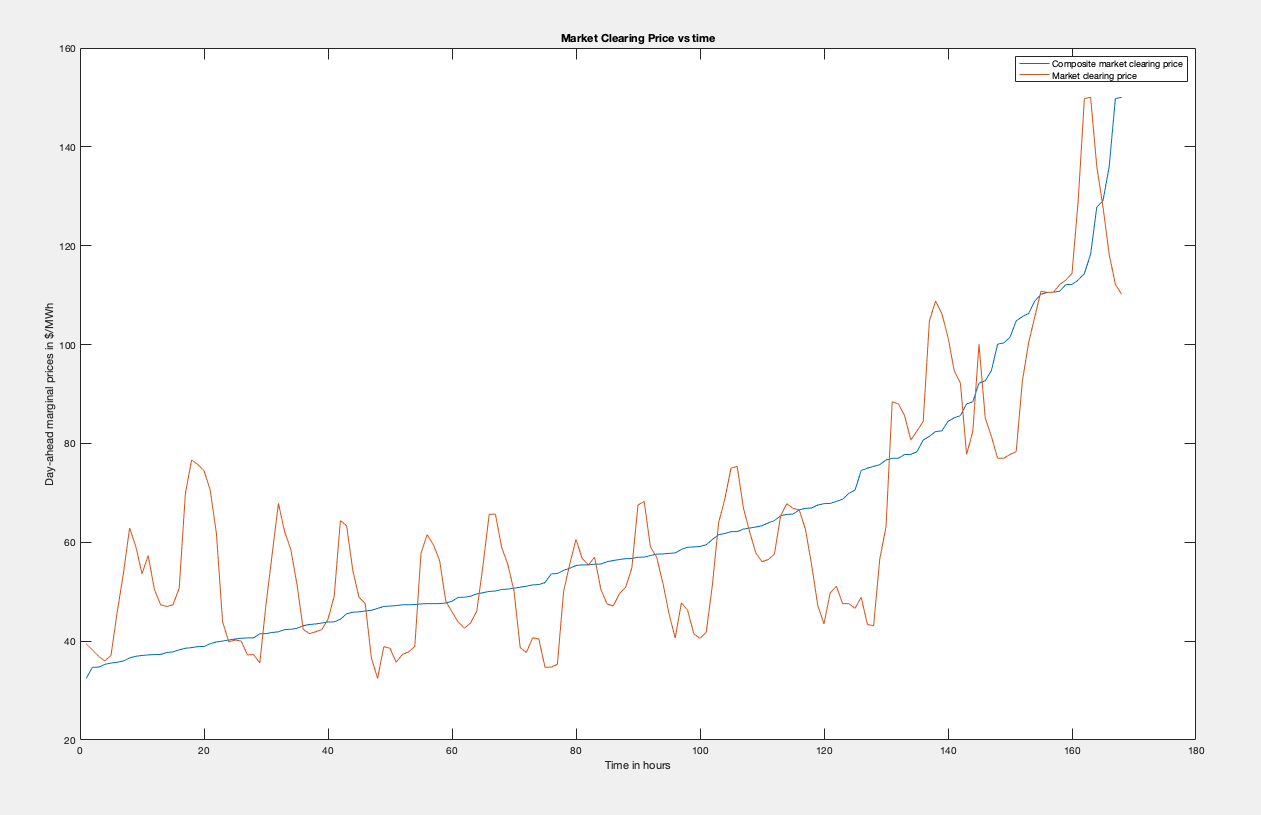 Market Clearing Price vs time
Composite market clearing price
Market clearing price
Day-ahead marginal prices in $/MWh
160
140
120
100
80
60
40
20
0 20 40 60 80 100 120 140 160 180
Time in hours